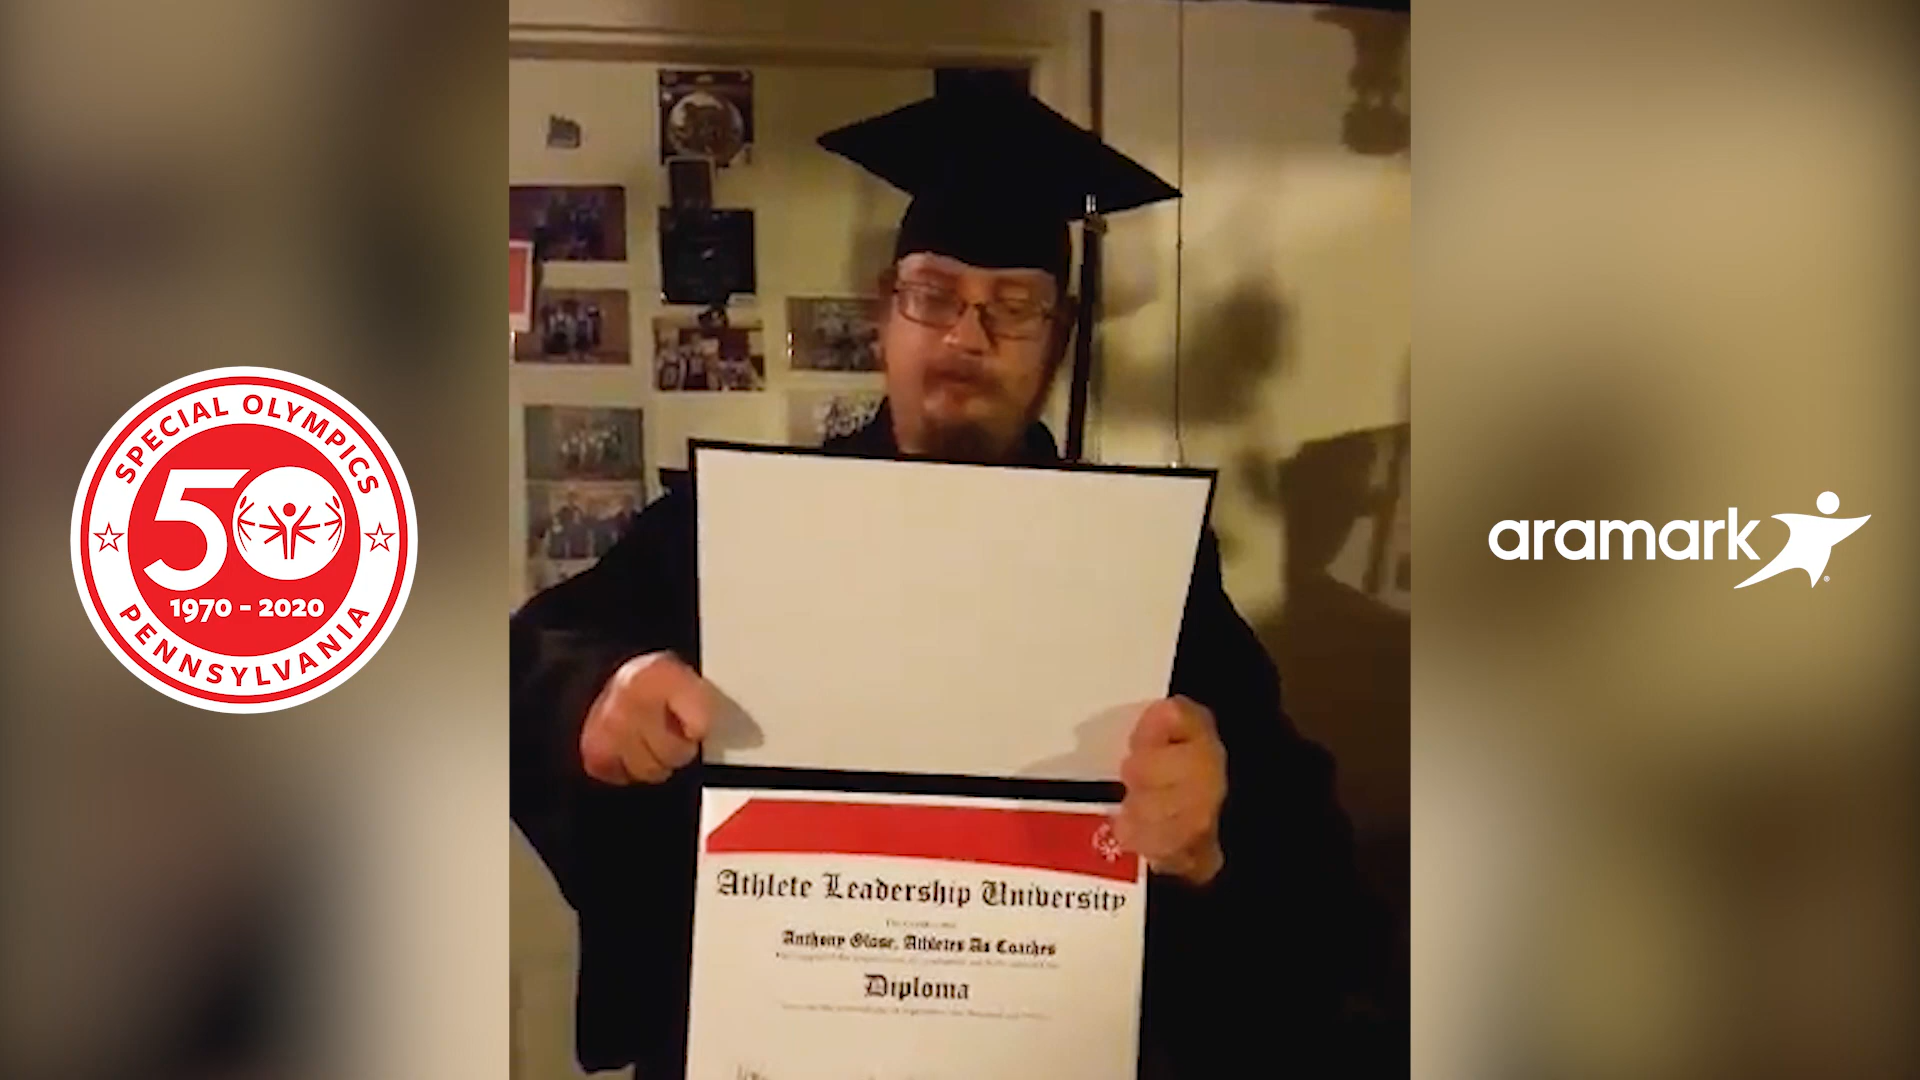 SPECIAL OLYMPICS
50
1970 - 2020
PENNSYLVANIA
aramark
Athlete Leadership University
Anthony Glose, Athletes As Coaches
Diploma